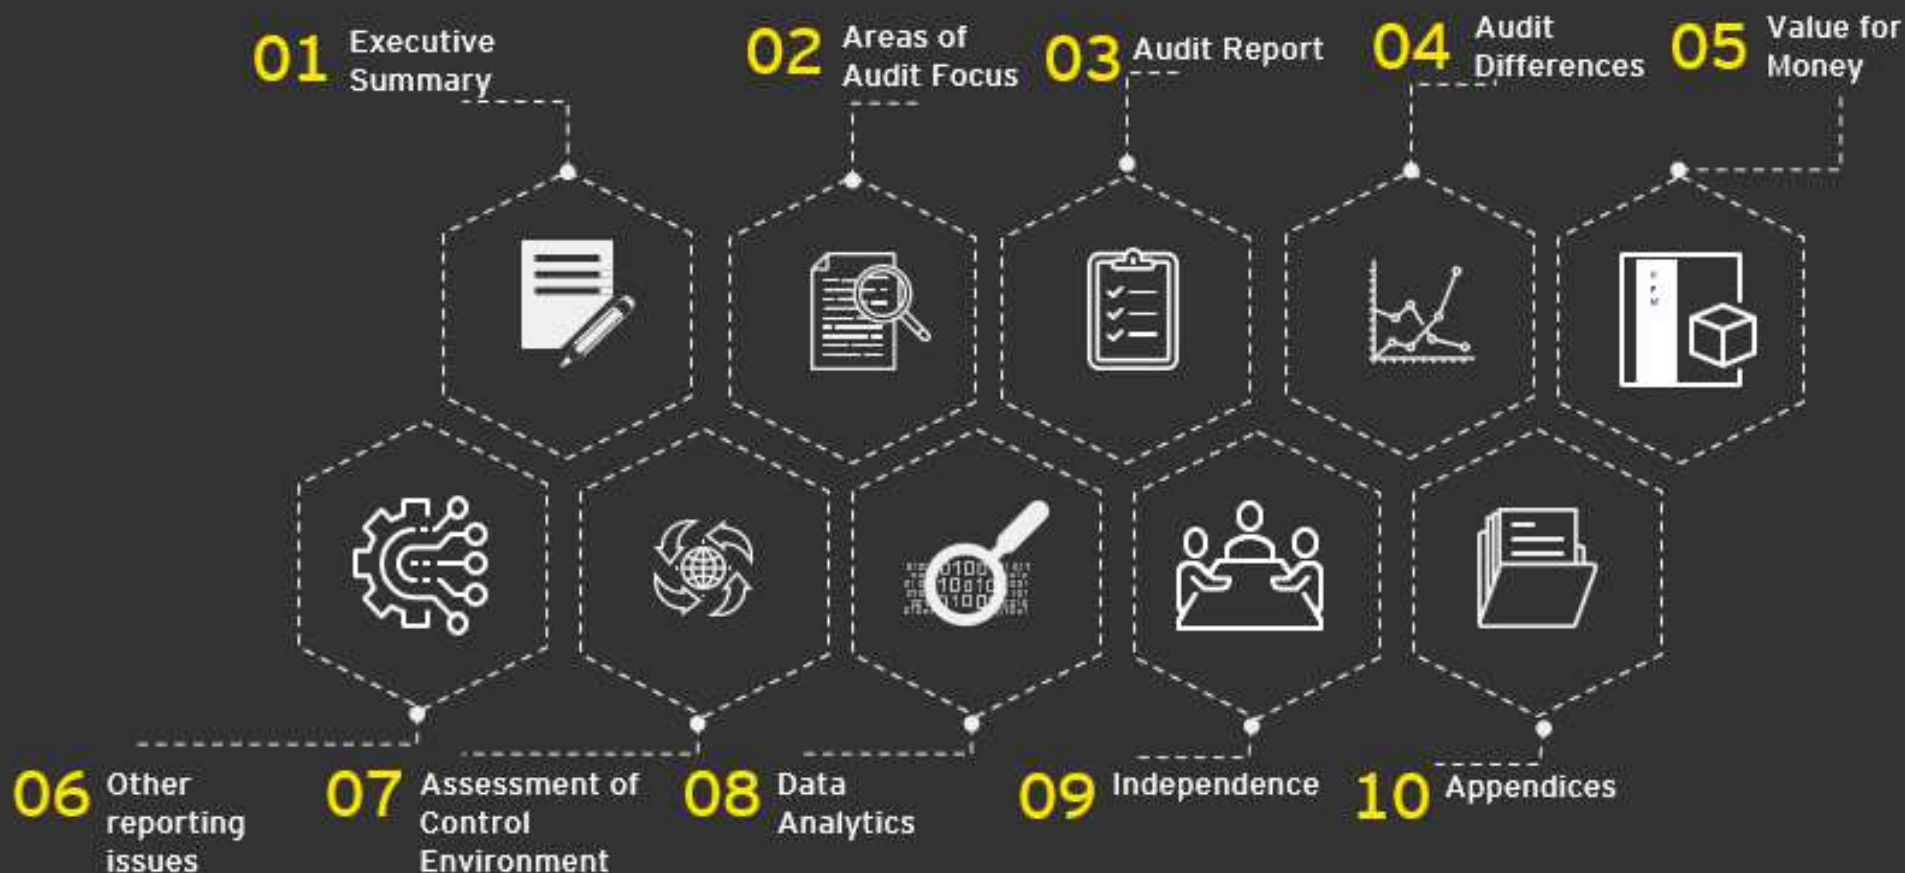 01 Executive
Summary
02 Areas of
Audit Focus
03 Audit Report
04 Audit
Differences
05 Value for
Money
06 Other
reporting
issues
07 Assessment of
Control
Environment
08 Data
Analytics
09 Independence
10 Appendices